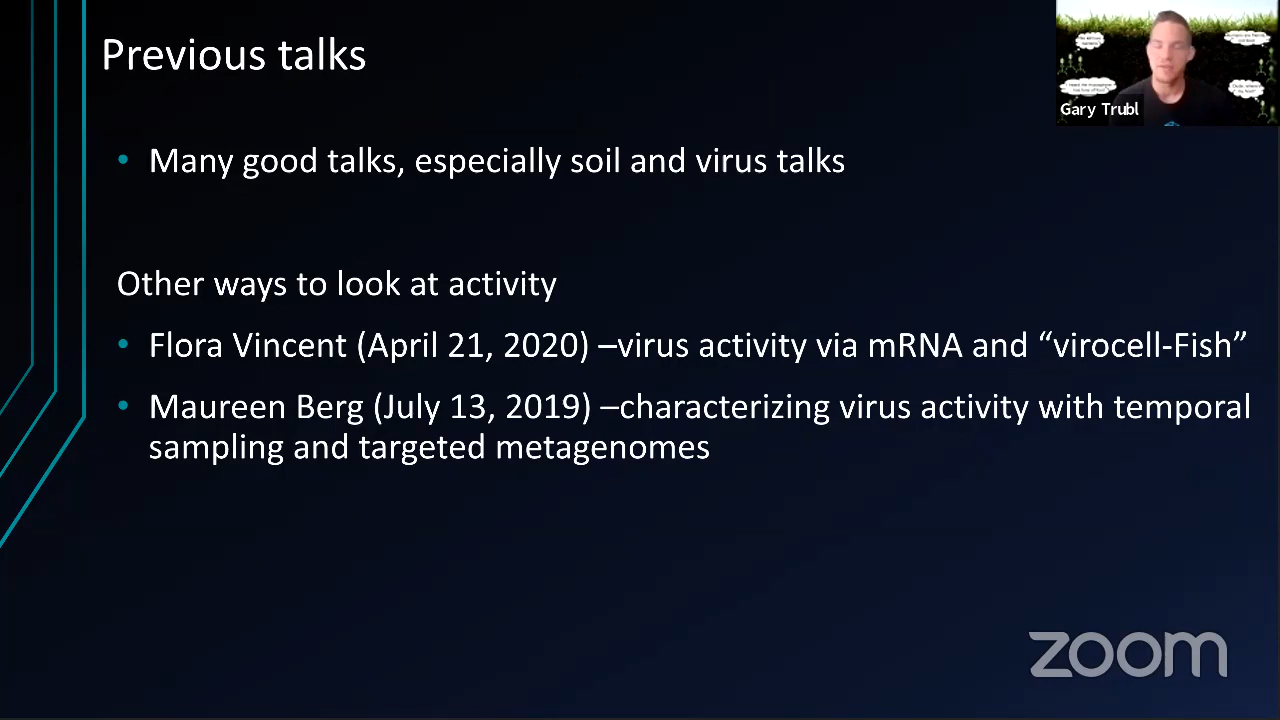 Previous talks
Gary Trubl
• Many good talks, especially soil and virus talks
Other ways to look at activity
• Flora Vincent (April 21, 2020) –virus activity via mRNA and “virocell-Fish”
• Maureen Berg (July 13, 2019) –characterizing virus activity with temporal
sampling and targeted metagenomes
zoom